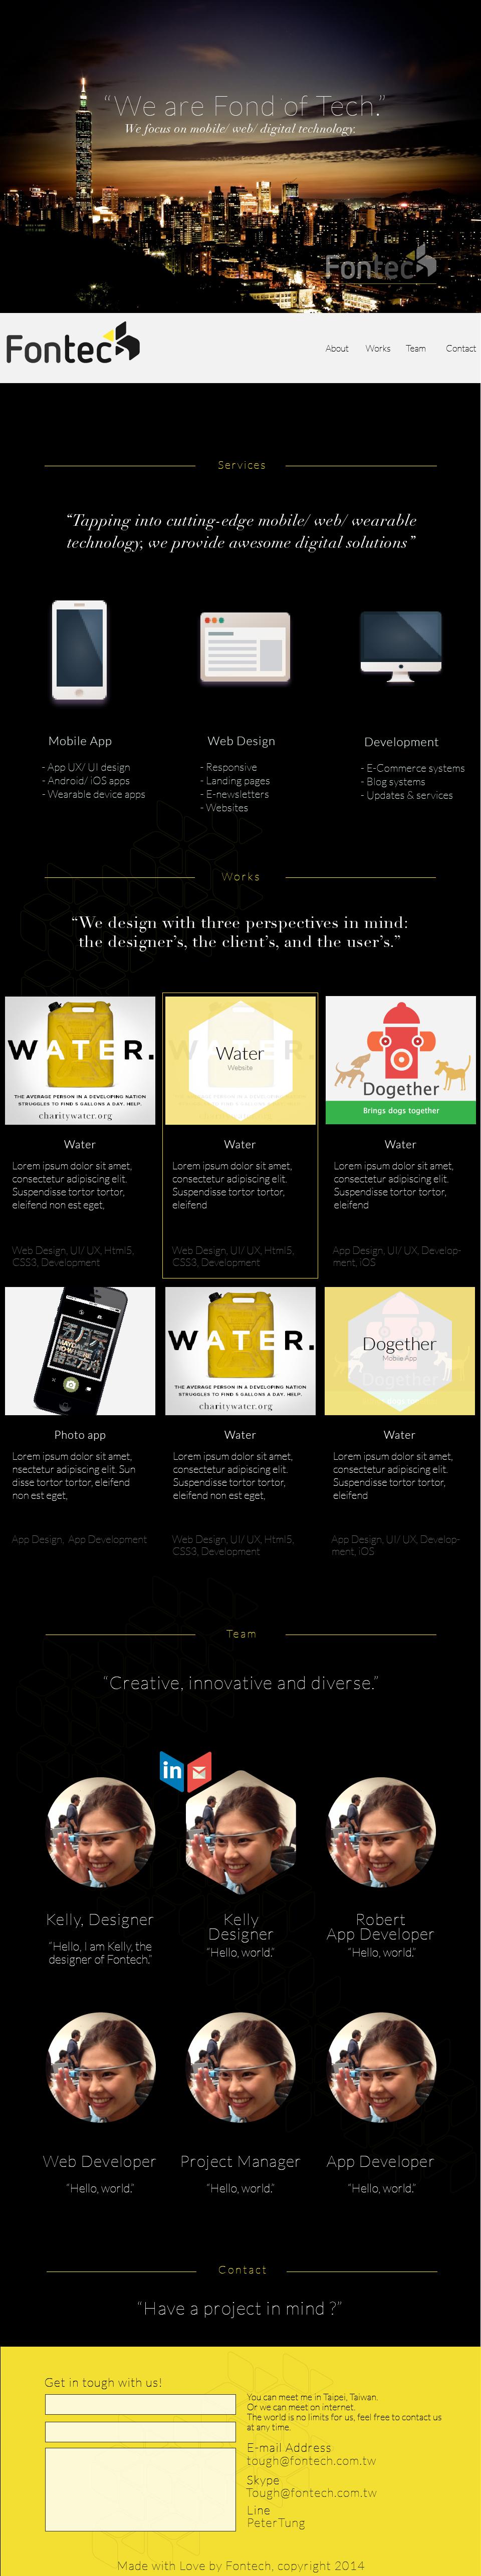 “We are Fond of Tech.”
We focus on mobile/ web/ digital technology.
Fontec
Fontec
About Works Team Contact
Services
“Tapping into cutting-edge mobile/ web/ wearable
technology, we provide awesome digital solutions”
Mobile App
- App UX/ UI design
- Android/ iOS apps
- Wearable device apps
Web Design
- Responsive
- Landing pages
- E-newsletters
- Websites
Development
- E-Commerce systems
- Blog systems
- Updates & services
Works
“We design with three perspectives in mind:
the designer’s, the client’s, and the user’s.”
WATER.
THE AVERAGE PERSON IN A DEVELOPING NATION
STRUGGLES TO FIND 5 GALLONS A DAY. HELP.
charitywater.org
Water
Lorem ipsum dolor sit amet,
consectetur adipiscing elit.
Suspendisse tortor tortor,
eleifend non est eget,
Web Design, UI/ UX, Html5,
CSS3, Development
Water
Website
Water
Lorem ipsum dolor sit amet,
consectetur adipiscing elit.
Suspendisse tortor tortor,
eleifend
Web Design, UI/ UX, Html5,
CSS3, Development
Dogether
Brings dogs together
Water
Lorem ipsum dolor sit amet,
consectetur adipiscing elit.
Suspendisse tortor tortor,
eleifend
App Design, UI/ UX, Develop-
ment, iOS
Photo app
Lorem ipsum dolor sit amet,
nsectetur adipiscing elit. Sun
disse tortor tortor, eleifend
non est eget,
App Design, App Development
WATER.
THE AVERAGE PERSON IN A DEVELOPING NATION
STRUGGLES TO FIND 5 GALLONS A DAY. HELP.
charitywater.org
Water
Lorem ipsum dolor sit amet,
consectetur adipiscing elit.
Suspendisse tortor tortor,
eleifend non est eget,
Web Design, UI/ UX, Html5,
CSS3, Development
Dogether
Mobile App
Dogether
Water
Lorem ipsum dolor sit amet,
consectetur adipiscing elit.
Suspendisse tortor tortor,
eleifend
App Design, UI/ UX, Develop-
ment, iOS
Team
“Creative, innovative and diverse.”
in
Kelly, Designer
“Hello, I am Kelly, the
designer of Fontech.”
Kelly
Designer
“Hello, world.”
Robert
App Developer
“Hello, world.”
Web Developer
“Hello, world.”
Project Manager
“Hello, world.”
App Developer
“Hello, world.”
Contact
“Have a project in mind ?”
Get in tough with us!
You can meet me in Taipei, Taiwan.
Or we can meet on internet.
The world is no limits for us, feel free to contact us
at any time.
E-mail Address
tough@fontech.com.tw
Skype
Tough@fontech.com.tw
Line
PeterTung
Made with Love by Fontech, copyright 2014